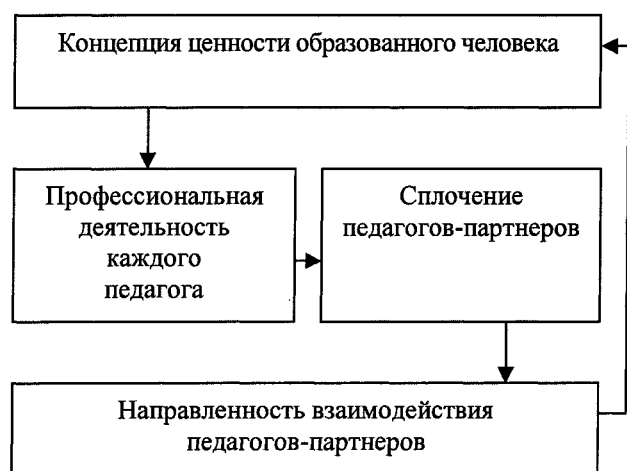 Концепция ценности образованного человека
Профессиональная
деятельность
каждого
педагога
Сплочение
педагогов-партнеров
Направленность взаимодействия
педагогов-партнеров